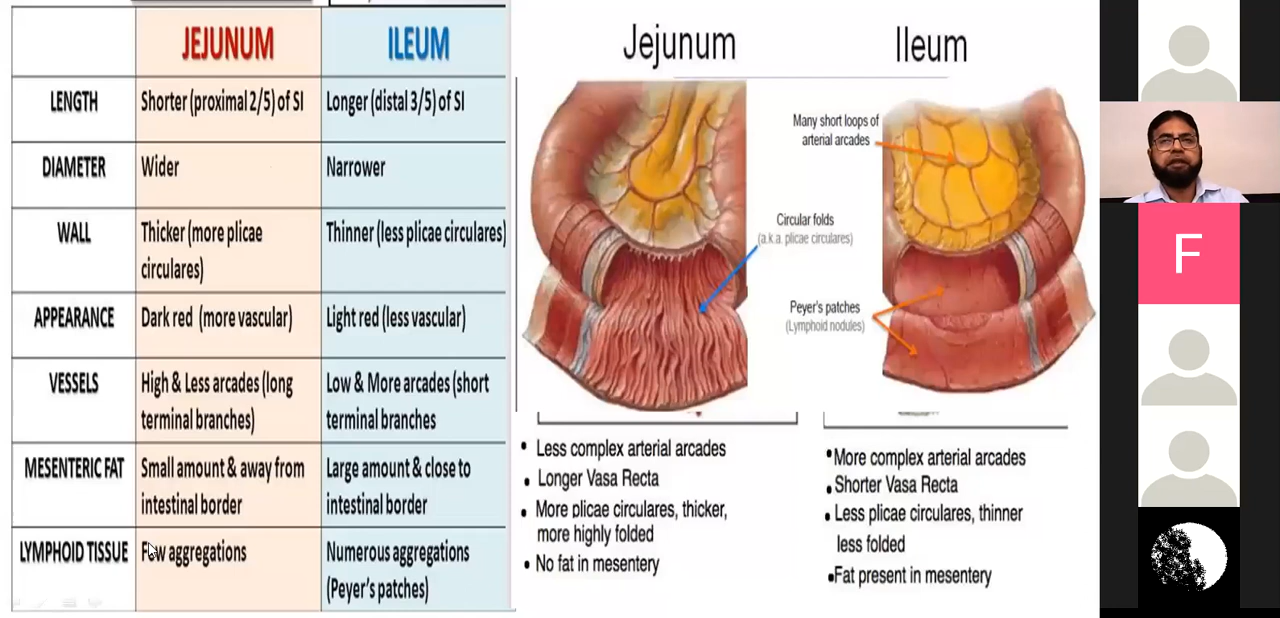 JEJUNUM
ILEUM
LENGTH
Shorter (proximal 2/5) of SI
Longer (distal 3/5) of SI
DIAMETER
Wider
Narrower
WALL
Thicker (more plicae
circulares)
Thinner (less plicae circulares)
APPEARANCE
Dark red (more vascular)
Light red (less vascular)
VESSELS
High & Less arcades (long
terminal branches)
Low & More arcades (short
terminal branches
MESENTERIC FAT
Small amount & away from
intestinal border
Large amount & close to
intestinal border
LYMPHOID TISSUE
Few aggregations
Numerous aggregations
(Peyer's patches)
Jejunum
Ileum
Many short loops of
arterial arcades
Circular folds
(a.k.a. plicae circulares)
Peyer's patches
(Lymphoid nodules)
• Less complex arterial arcades
• Longer Vasa Recta
• More plicae circulares, thicker,
more highly folded
• No fat in mesentery
• More complex arterial arcades
• Shorter Vasa Recta
• Less plicae circulares, thinner
less folded
• Fat present in mesentery
F